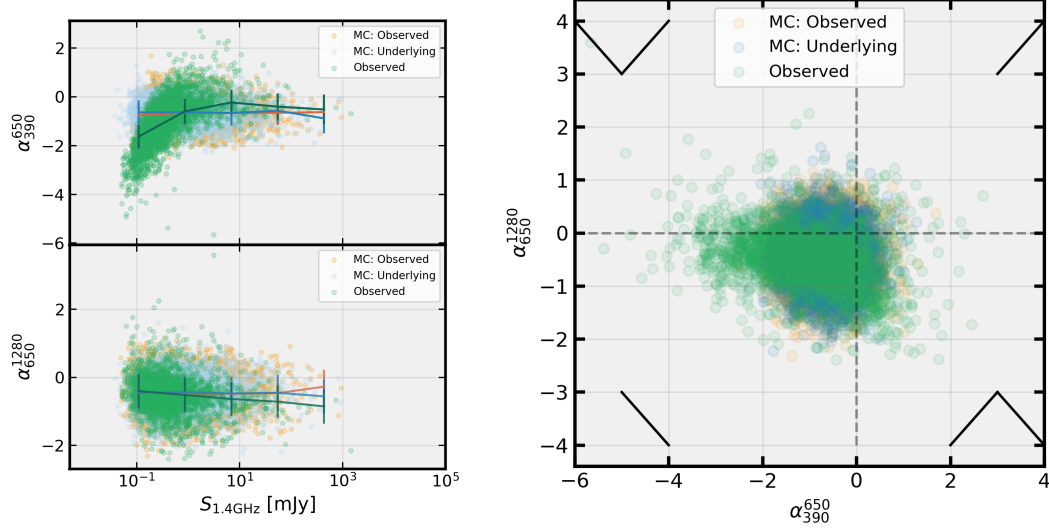 MC: Observed
MC: Underlying
Observed
2
0
−2
−4
−6
α^{650}_{390}
MC: Observed
MC: Underlying
Observed
2
0
−2
α^{1280}_{650}
10^{−1} 10^{1} 10^{3} 10^{5}
S_{1.4GHz} [mJy]
MC: Observed
MC: Underlying
Observed
4
3
2
1
0
−1
−2
−3
−4
α^{1280}_{650}
−6 −4 −2 0 2 4
α^{650}_{390}